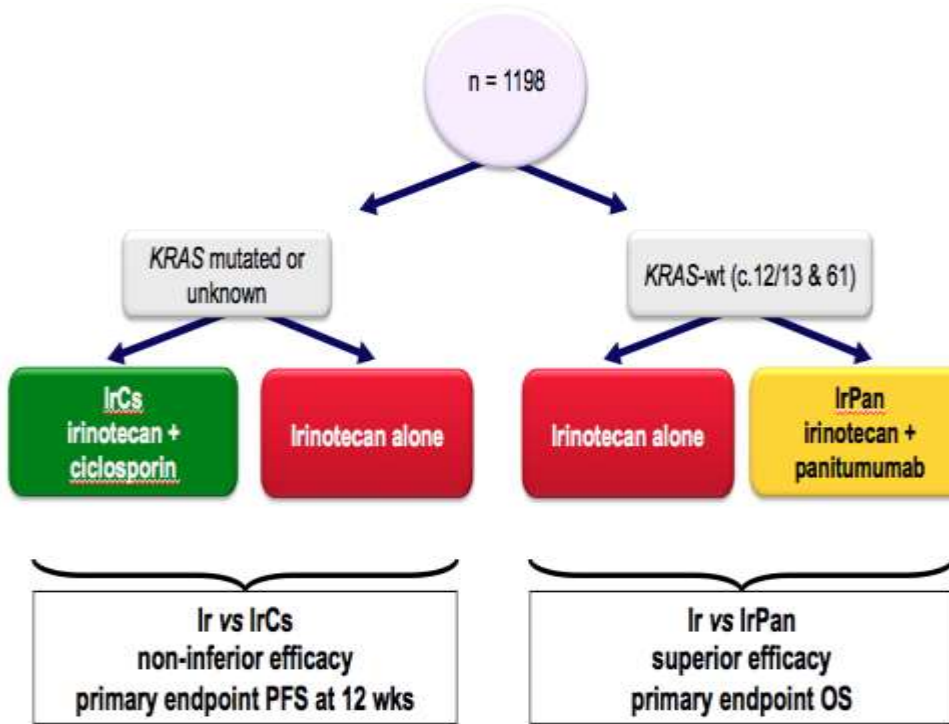 n = 1198
KRAS mutated or
unknown
KRAS-wt (c.12/13 & 61)
IrCs
irinotecan +
ciclosporin
Irinotecan alone
Irinotecan alone
IrPan
irinotecan +
panitumumab
Ir vs IrCs
non-inferior efficacy
primary endpoint PFS at 12 wks
Ir vs IrPan
superior efficacy
primary endpoint OS